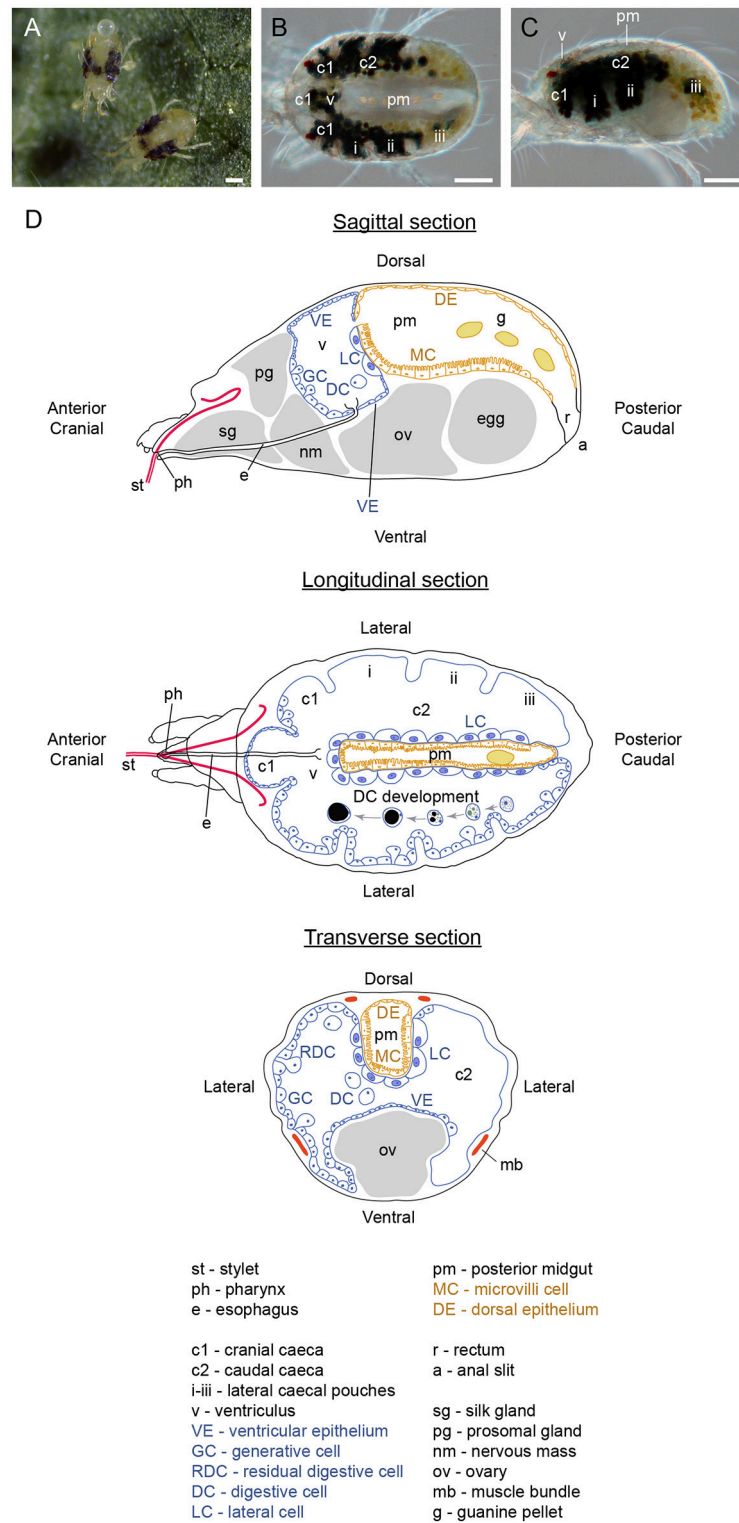 A
B
c1
c2
c1
v
pm
c1
i
ii
iii
C
v
pm
c2
c1
i
ii
iii
D
Sagittal section
Dorsal
DE
VE
pm
g
v
LC
MC
GC
DC
pg
Anterior
Cranial
Posterior
Caudal
sg
nm
ov
egg
r
a
e
st
ph
VE
Ventral
Longitudinal section
Lateral
i
ii
iii
c1
c2
LC
ph
Anterior
Cranial
Posterior
Caudal
st
c1
v
pm
e
DC development
Lateral
Transverse section
Dorsal
DE
pm
MC
RDC
LC
c2
Lateral
Lateral
GC
DC
VE
ov
mb
Ventral
st - stylet
ph - pharynx
e - esophagus
c1 - cranial caeca
c2 - caudal caeca
i-iii - lateral caecal pouches
v - ventriculus
VE - ventricular epithelium
GC - generative cell
RDC - residual digestive cell
DC - digestive cell
LC - lateral cell
pm - posterior midgut
MC - microvilli cell
DE - dorsal epithelium
r - rectum
a - anal slit
sg - silk gland
pg - prosomal gland
nm - nervous mass
ov - ovary
mb - muscle bundle
g - guanine pellet